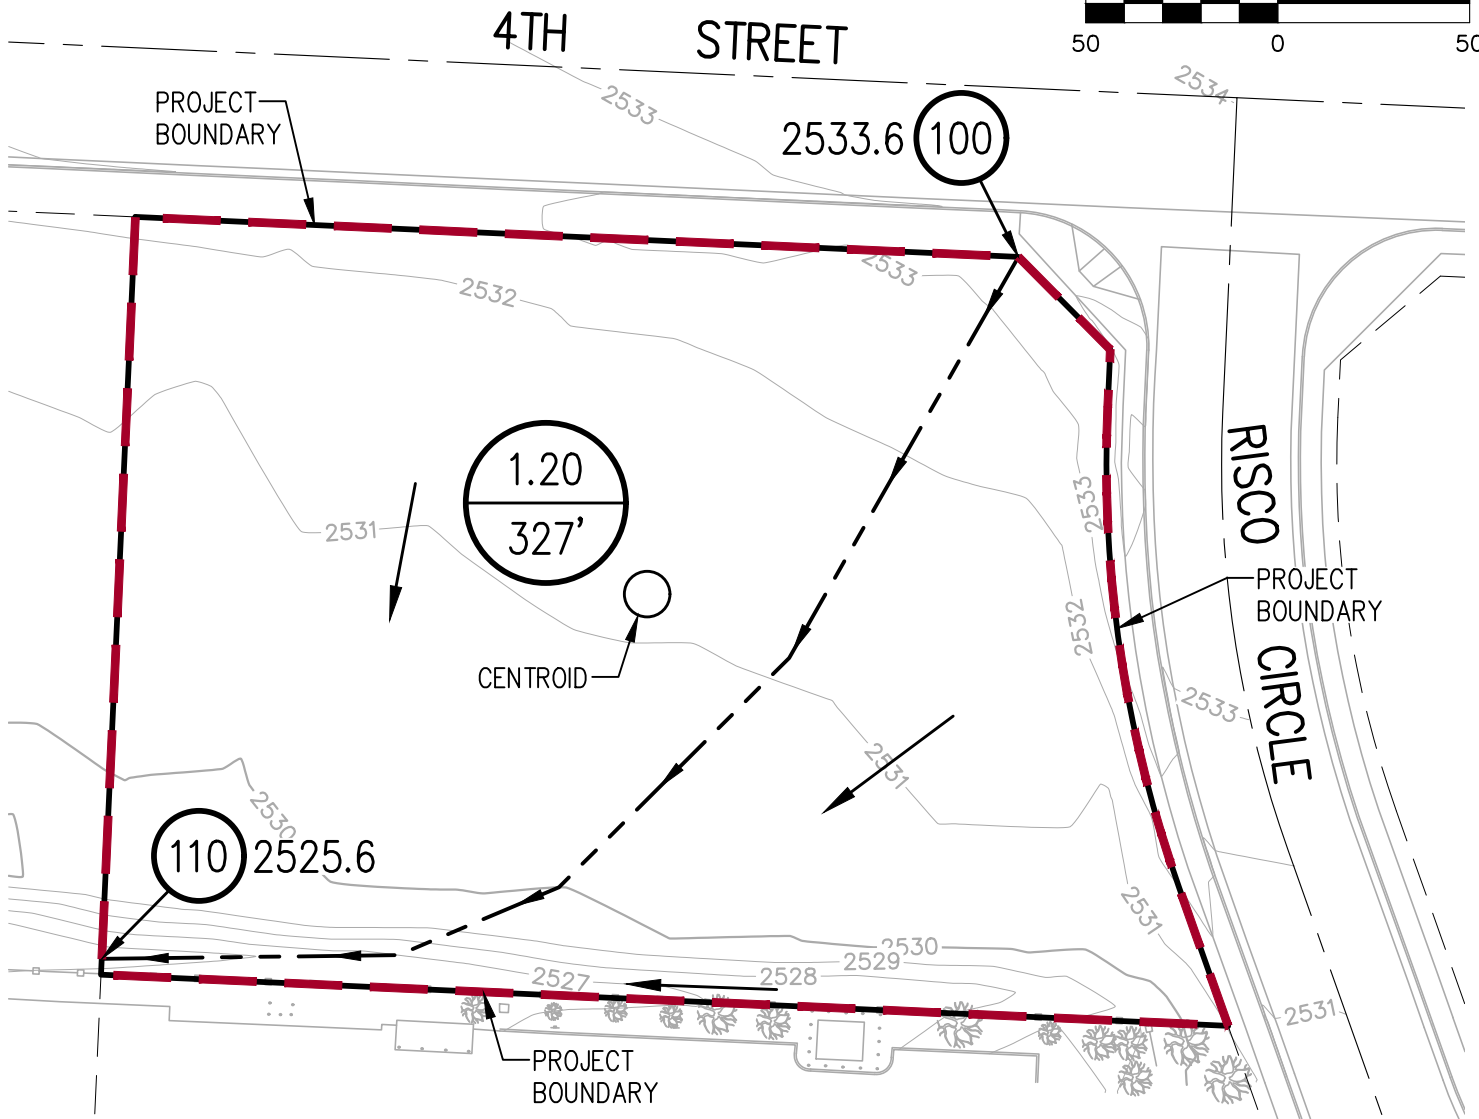 4TH STREET
50 0 50
2534
PROJECT
BOUNDARY
2533
2533.6 100
2533
2532
1.20
327'
2531
2533
RISCO CIRCLE
PROJECT
BOUNDARY
2532
CENTROID
2533
2531
2530
110 2525.6
2531
2530
2529
2528
2527
2531
PROJECT
BOUNDARY